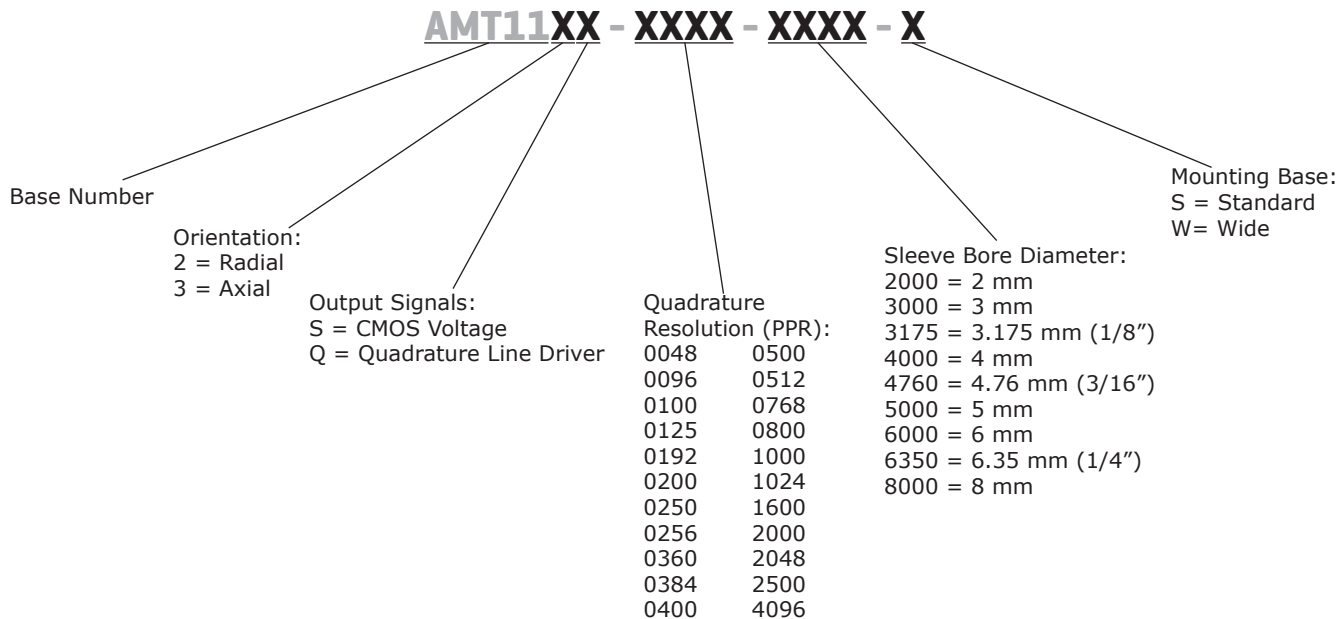 AMT11XX - XXXX - XXXX - X
Base Number
Orientation:
2 = Radial
3 = Axial
Output Signals:
S = CMOS Voltage
Q = Quadrature Line Driver
Quadrature
Resolution (PPR):
0048 0500
0096 0512
0100 0768
0125 0800
0192 1000
0200 1024
0250 1600
0256 2000
0360 2048
0384 2500
0400 4096
Sleeve Bore Diameter:
2000 = 2 mm
3000 = 3 mm
3175 = 3.175 mm (1/8”)
4000 = 4 mm
4760 = 4.76 mm (3/16”)
5000 = 5 mm
6000 = 6 mm
6350 = 6.35 mm (1/4”)
8000 = 8 mm
Mounting Base:
S = Standard
W= Wide